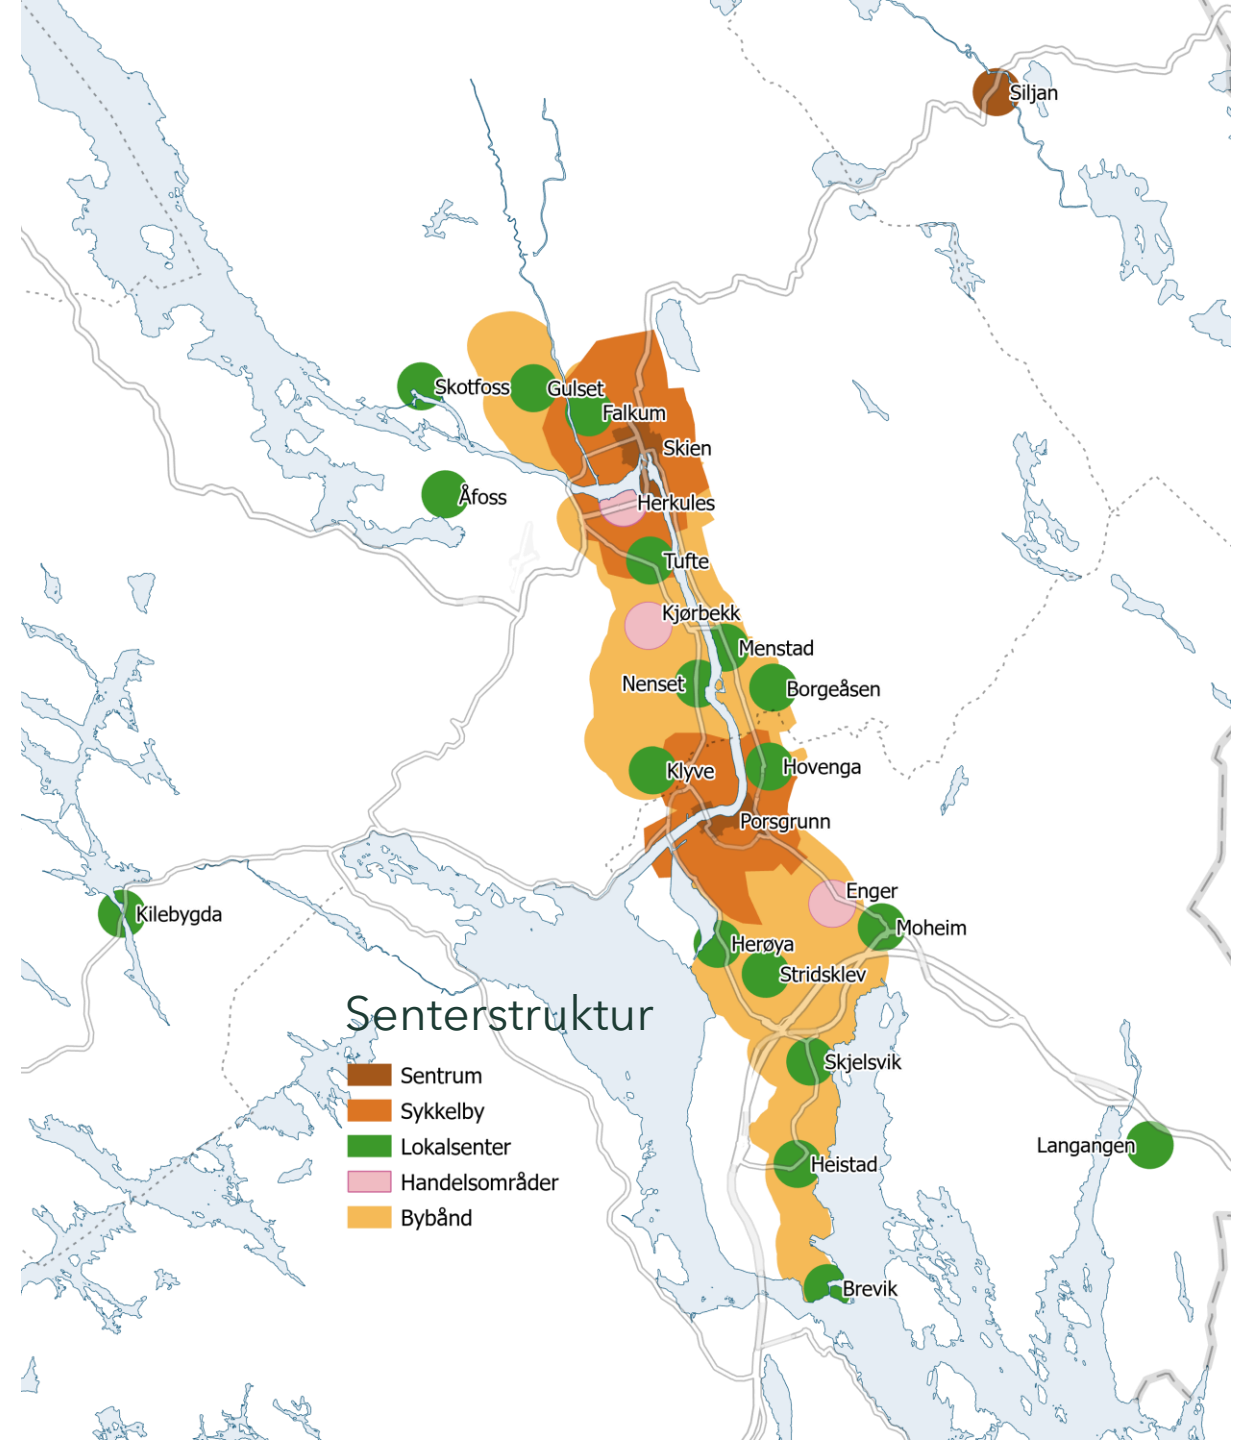 Siljan
Skotfoss
Gulset
Falkum
Skien
Åfoss
Herkules
Tufte
Kjørbekk
Menstad
Nenset
Borgeåsen
Klyve
Hovenga
Porsgrunn
Enger
Kilebygda
Moheim
Herøya
Stridsklev
Senterstruktur
Skjelsvik
Sentrum
Sykkelby
Lokalsenter
Langangen
Heistad
Handelsområder
Bybånd
Brevik